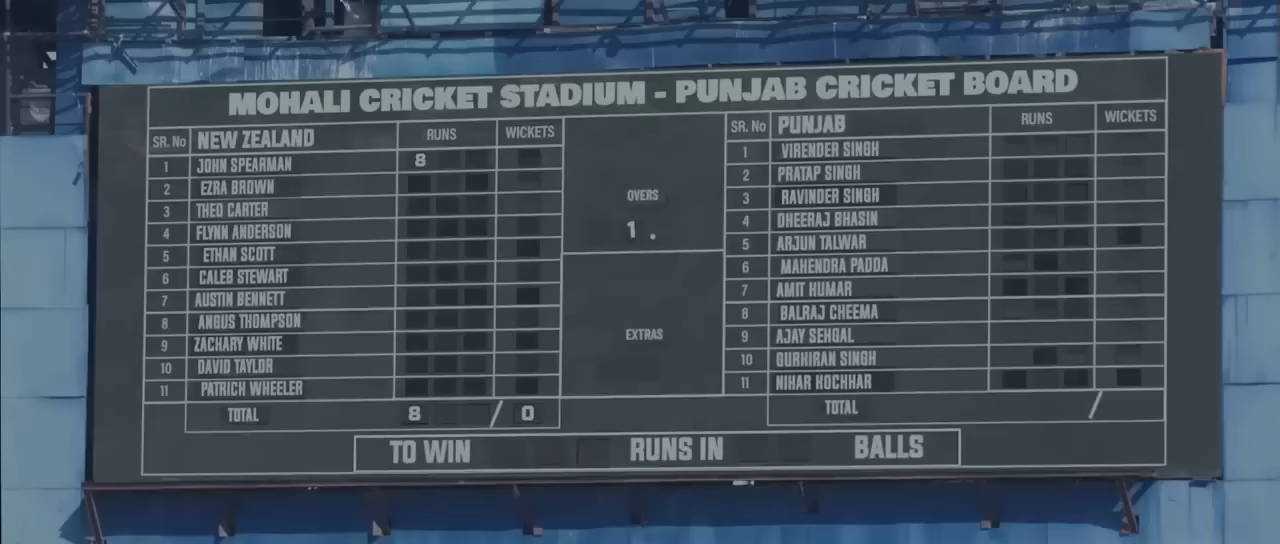 MOHALI CRICKET STADIUM - PUNJAB CRICKET BOARD
SR. No NEW ZEALAND RUNS WICKETS
1 JOHN SPEARMAN 8
2 EZRA BROWN
3 THEO CARTER
4 FLYNN ANDERSON
5 ETHAN SCOTT
6 CALEB STEWART
7 AUSTIN BENNETT
8 ANGUS THOMPSON
9 ZACHARY WHITE
10 DAVID TAYLOR
11 PATRICH WHEELER
TOTAL 8 / 0
OVERS
1 .
EXTRAS
SR. No PUNJAB RUNS WICKETS
1 VIRENDER SINGH
2 PRATAP SINGH
3 RAVINDER SINGH
4 DHEERAJ BHASIN
5 ARJUN TALWAR
6 MAHENDRA PADDA
7 AMIT KUMAR
8 BALRAJ CHEEMA
9 AJAY SEHGAL
10 GURKIRAN SINGH
11 NIHAR KOCHHAR
TOTAL /
TO WIN RUNS IN BALLS